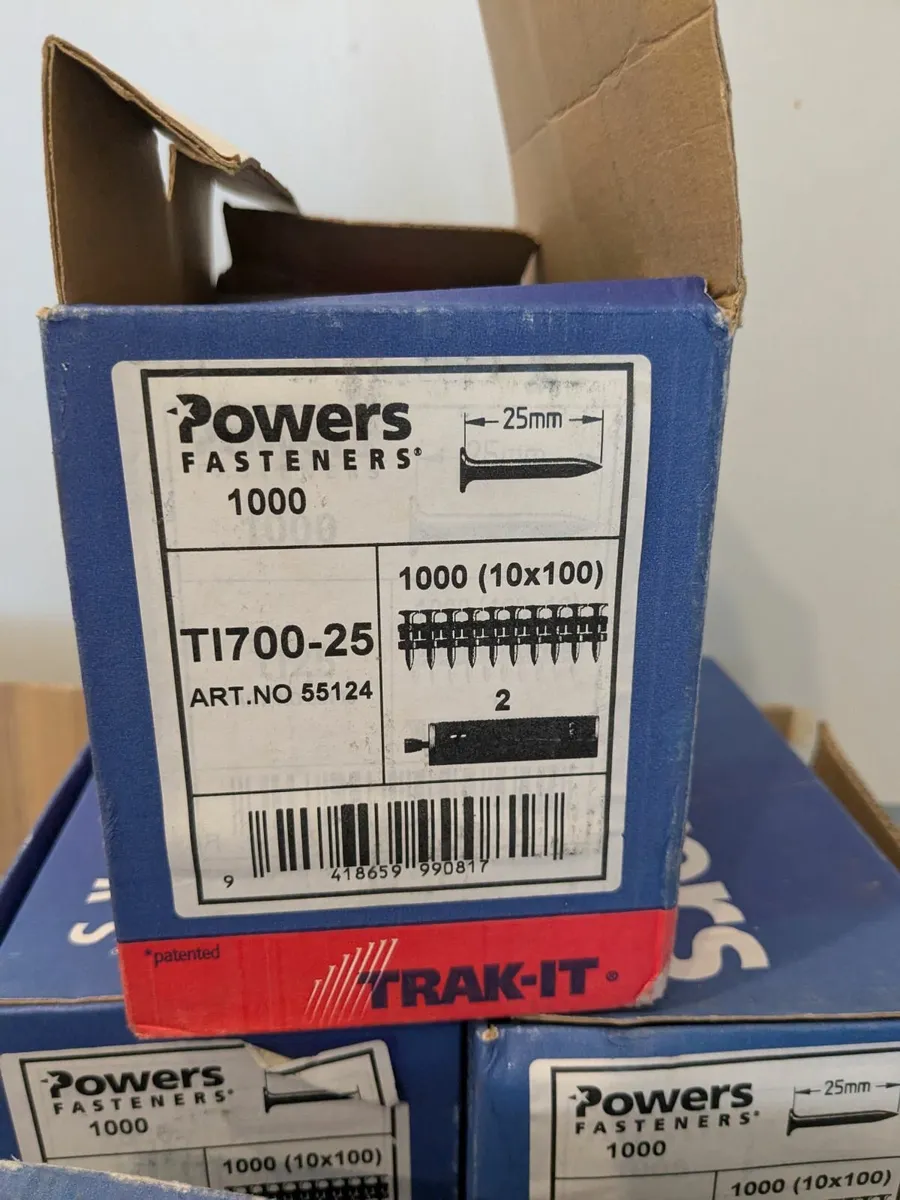 Powers
FASTENERS®
1000
25mm
TI700-25
ART.NO 55124
1000 (10x100)
2
9 418659 990817
*patented
TRAK-IT®
ers
s
Powers
FASTENERS®
1000
1000 (10x100)
Powers
FASTENERS®
1000
25mm
1000 (10x100)